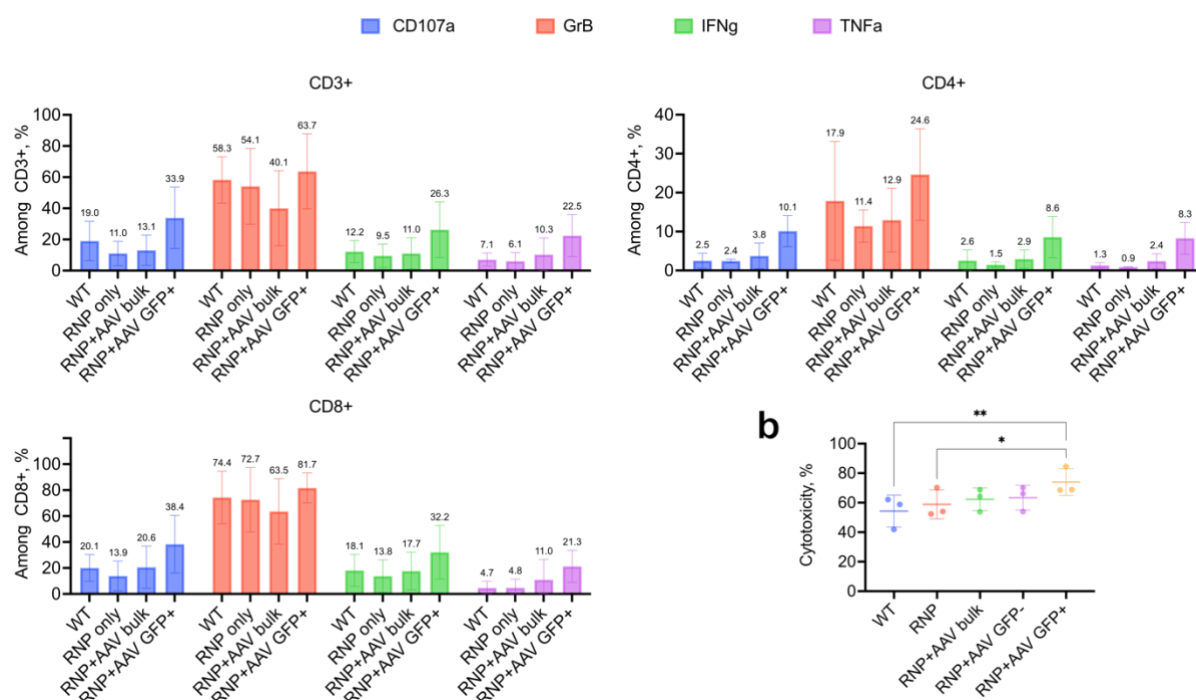 CD107a GrB IFNg TNFa
CD3+
Among CD3+, %
100
80
60
40
20
0
19.0 11.0 13.1 33.9 58.3 54.1 40.1 63.7 12.2 9.5 11.0 26.3 7.1 6.1 10.3 22.5
WT RNP only RNP+AAV bulk RNP+AAV GFP+ WT RNP only RNP+AAV bulk RNP+AAV GFP+ WT RNP only RNP+AAV bulk RNP+AAV GFP+ WT RNP only RNP+AAV bulk RNP+AAV GFP+
CD4+
Among CD4+, %
40
30
20
10
0
2.5 2.4 3.8 10.1 17.9 11.4 12.9 24.6 2.6 1.5 2.9 8.6 1.3 0.9 2.4 8.3
WT RNP only RNP+AAV bulk RNP+AAV GFP+ WT RNP only RNP+AAV bulk RNP+AAV GFP+ WT RNP only RNP+AAV bulk RNP+AAV GFP+ WT RNP only RNP+AAV bulk RNP+AAV GFP+
CD8+
Among CD8+, %
100
80
60
40
20
0
20.1 13.9 20.6 38.4 74.4 72.7 63.5 81.7 18.1 13.8 17.7 32.2 4.7 4.8 11.0 21.3
WT RNP only RNP+AAV bulk RNP+AAV GFP+ WT RNP only RNP+AAV bulk RNP+AAV GFP+ WT RNP only RNP+AAV bulk RNP+AAV GFP+ WT RNP only RNP+AAV bulk RNP+AAV GFP+
b
**
*
Cytotoxicity, %
100
80
60
40
20
0
WT RNP RNP+AAV bulk RNP+AAV GFP- RNP+AAV GFP+